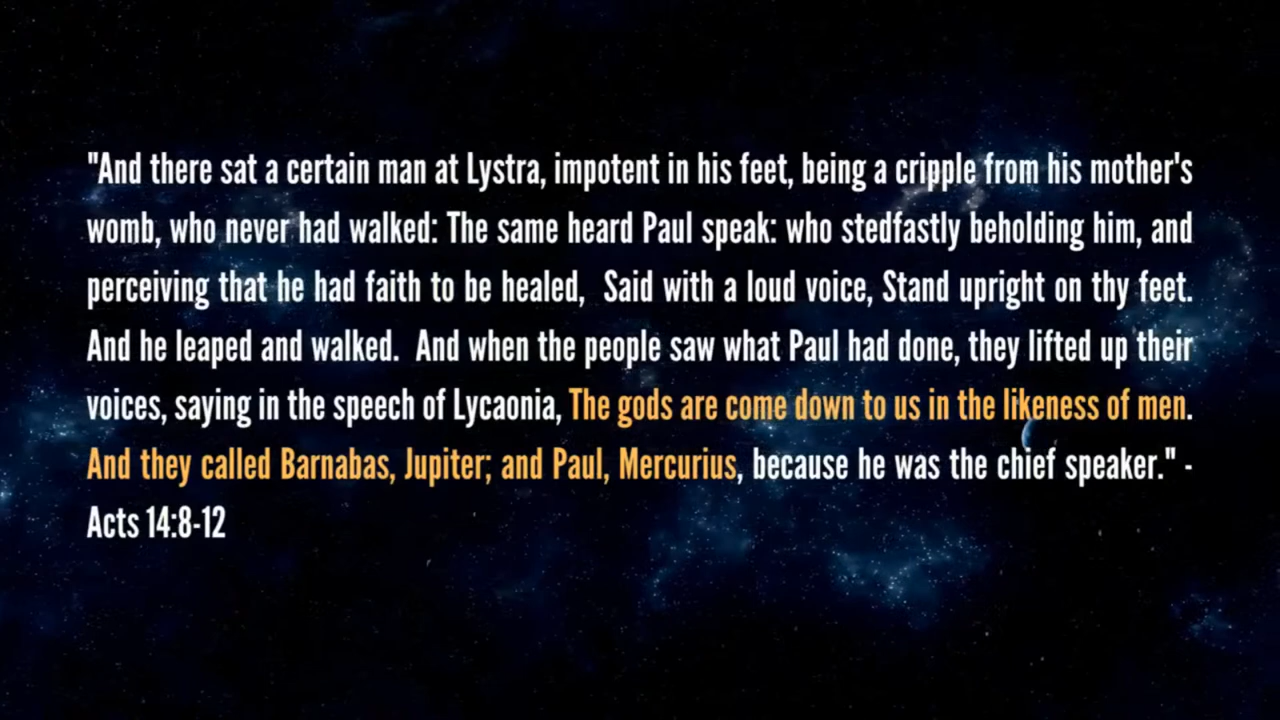 "And there sat a certain man at Lystra, impotent in his feet, being a cripple from his mother's
womb, who never had walked: The same heard Paul speak: who stedfastly beholding him, and
perceiving that he had faith to be healed,  Said with a loud voice, Stand upright on thy feet.
And he leaped and walked.  And when the people saw what Paul had done, they lifted up their
voices, saying in the speech of Lycaonia, The gods are come down to us in the likeness of men.
And they called Barnabas, Jupiter; and Paul, Mercurius, because he was the chief speaker." -
Acts 14:8-12